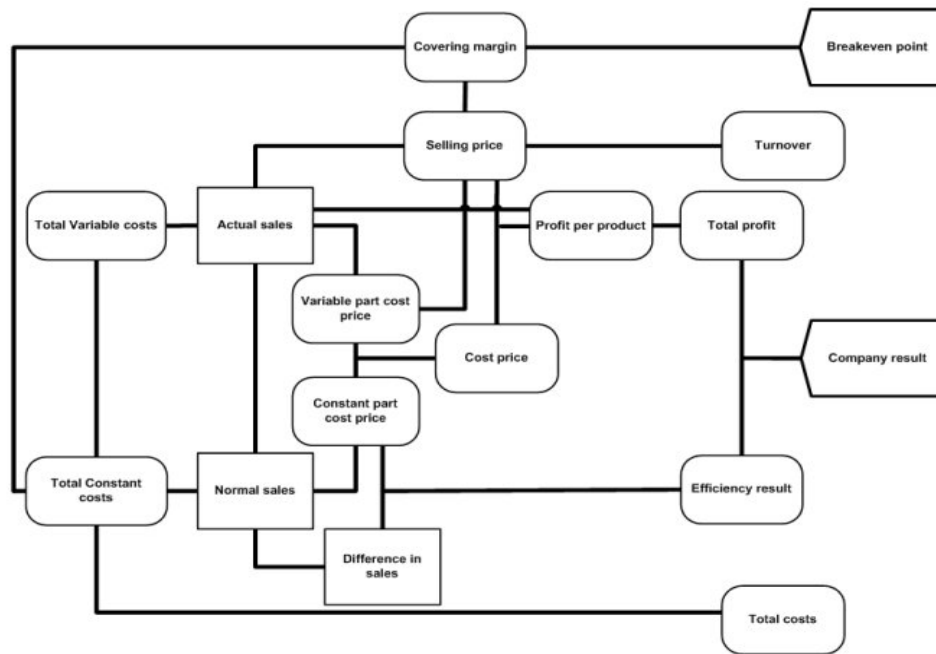 Covering margin
Breakeven point
Selling price
Turnover
Total Variable costs
Actual sales
Profit per product
Total profit
Variable part cost
price
Cost price
Company result
Constant part
cost price
Total Constant
costs
Normal sales
Efficiency result
Difference in
sales
Total costs